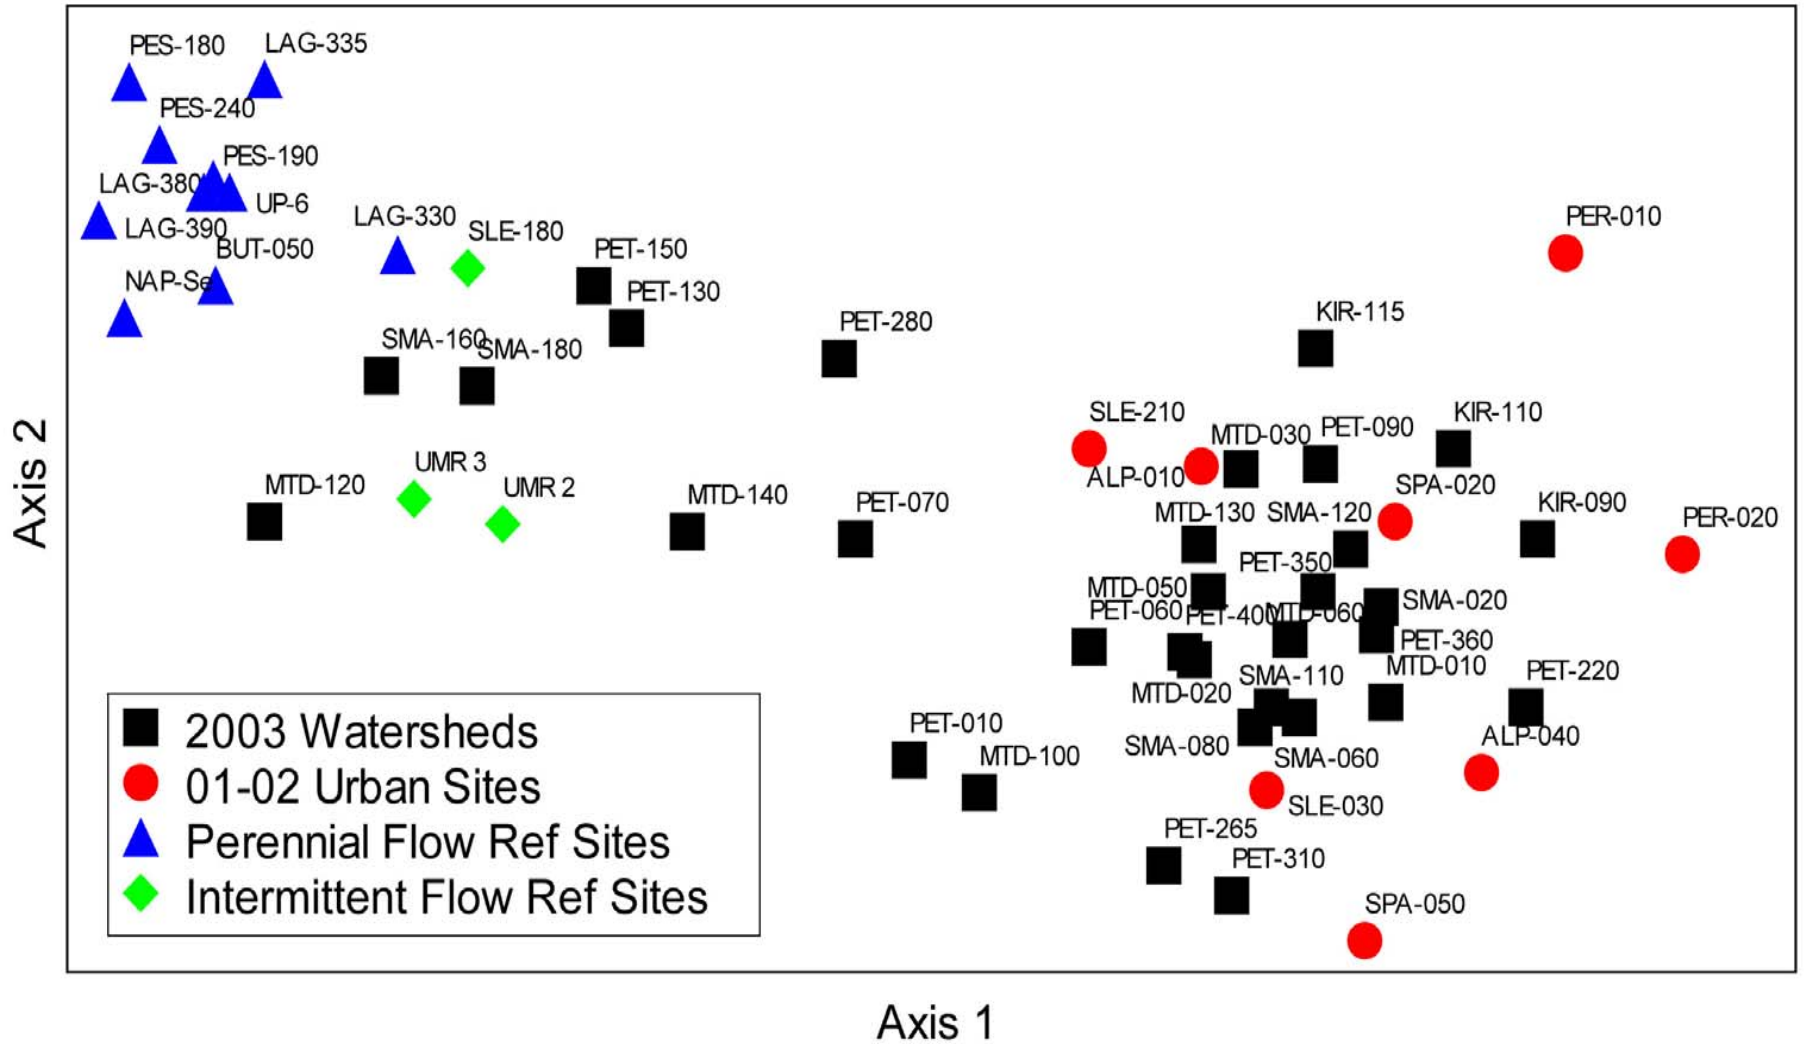 PES-180
LAG-335
PES-240
PES-190
LAG-380
UP-6
LAG-390
LAG-330
SLE-180
BUT-050
PET-150
NAP-Se
PET-130
PER-010
KIR-115
PET-280
SMA-160
SMA-180
SLE-210
KIR-110
MTD-030
PET-090
UMR 3
ALP-010
MTD-120
UMR 2
MTD-140
PET-070
SPA-020
KIR-090
MTD-130
SMA-120
PER-020
PET-350
MTD-050
SMA-020
PET-060
PET-400
MTD-060
PET-360
MTD-010
SMA-110
PET-220
MTD-020
PET-010
ALP-040
SMA-080
MTD-100
SMA-060
SLE-030
PET-265
PET-310
SPA-050
2003 Watersheds
01-02 Urban Sites
Perennial Flow Ref Sites
Intermittent Flow Ref Sites
Axis 2
Axis 1